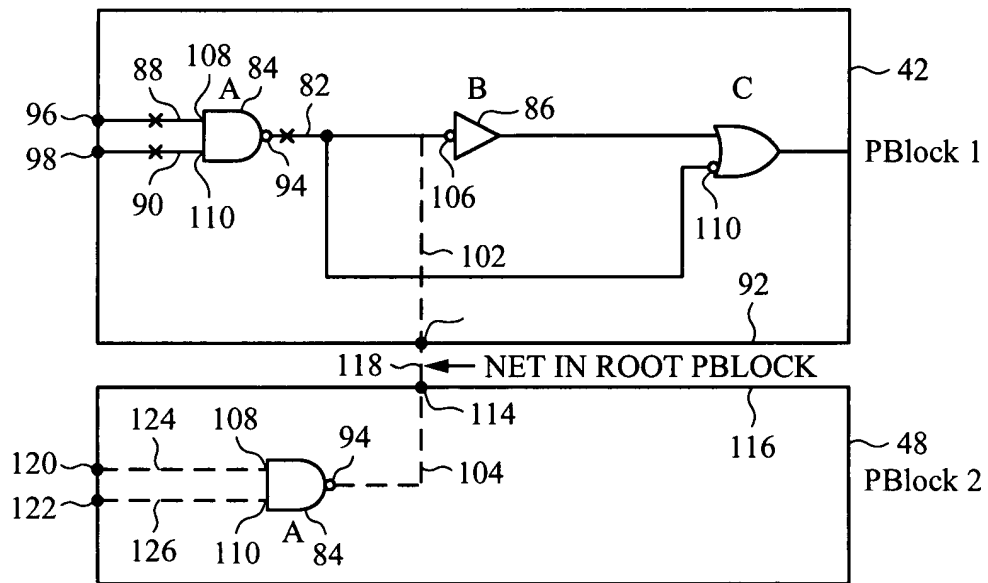 108 A 84
88 82 B 86 C 42
96
98 PBlock 1
90 110 94 106 110
102
92
118 NET IN ROOT PBLOCK
124 108 94 114 116 48
120 104
122 PBlock 2
126 110 A 84